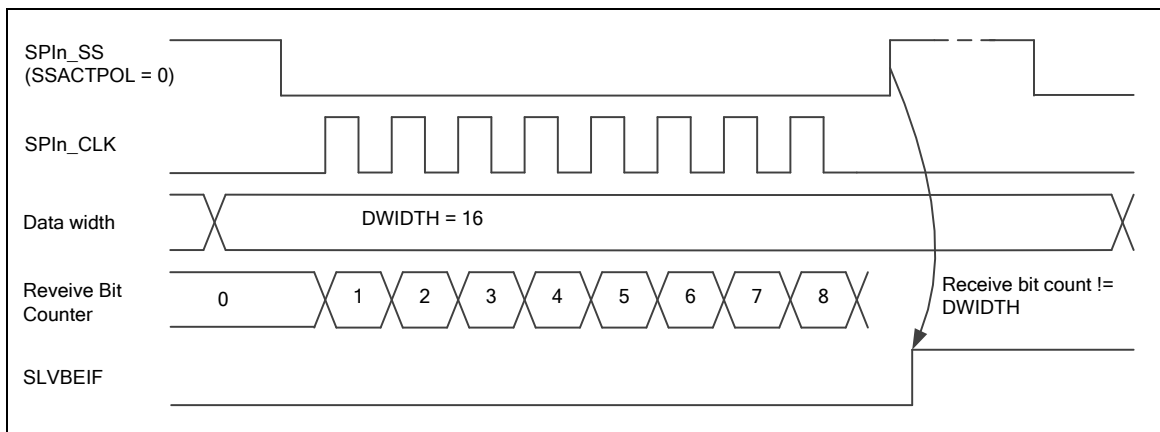 SPIn_SS
(SSACTPOL = 0)
SPIn_CLK
Data width
DWIDTH = 16
Reveive Bit
Counter
0
1
2
3
4
5
6
7
8
Receive bit count !=
DWIDTH
SLVBEIF